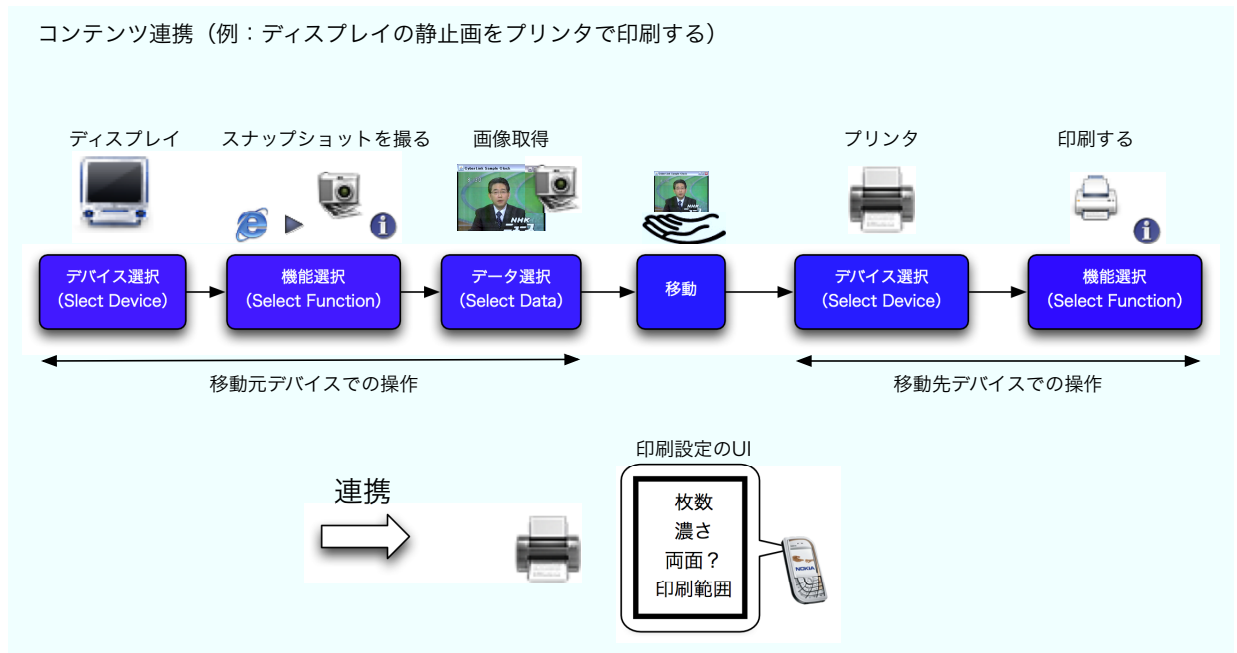 コンテンツ連携（例：ディスプレイの静止画をプリンタで印刷する）
ディスプレイ
スナップショットを撮る
画像取得
プリンタ
印刷する
CyberLink Sample Clock
NHK
デバイス選択
（Slect Device）
機能選択
（Select Function）
データ選択
（Select Data）
移動
デバイス選択
（Select Device）
機能選択
（Select Function）
移動元デバイスでの操作
移動先デバイスでの操作
連携
印刷設定のUI
枚数
濃さ
両面？
印刷範囲
NOKIA